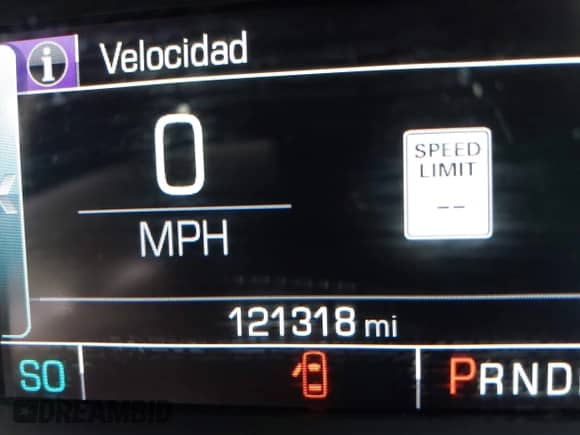 i Velocidad
0
MPH
SPEED
LIMIT
--
121318 mi
SO
PRND
DREAMBID